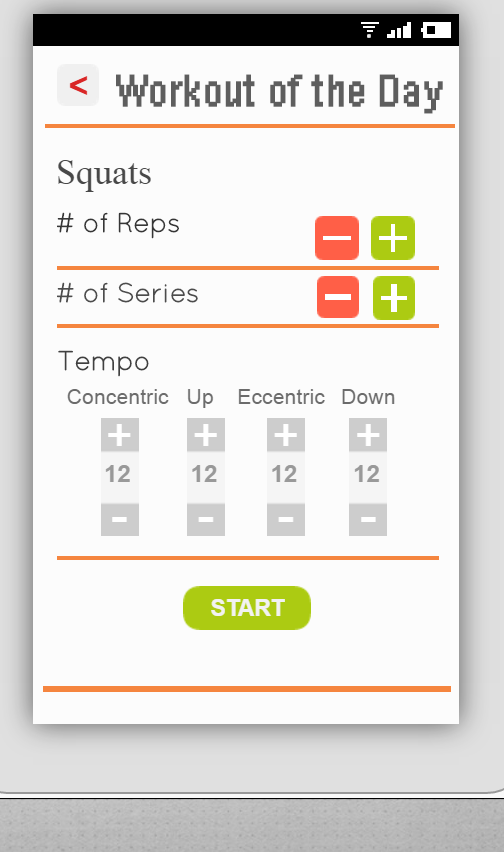 < Workout of the Day
Squats
# of Reps − +
# of Series − +
Tempo
Concentric Up Eccentric Down
+ + + +
12 12 12 12
- - - -
START